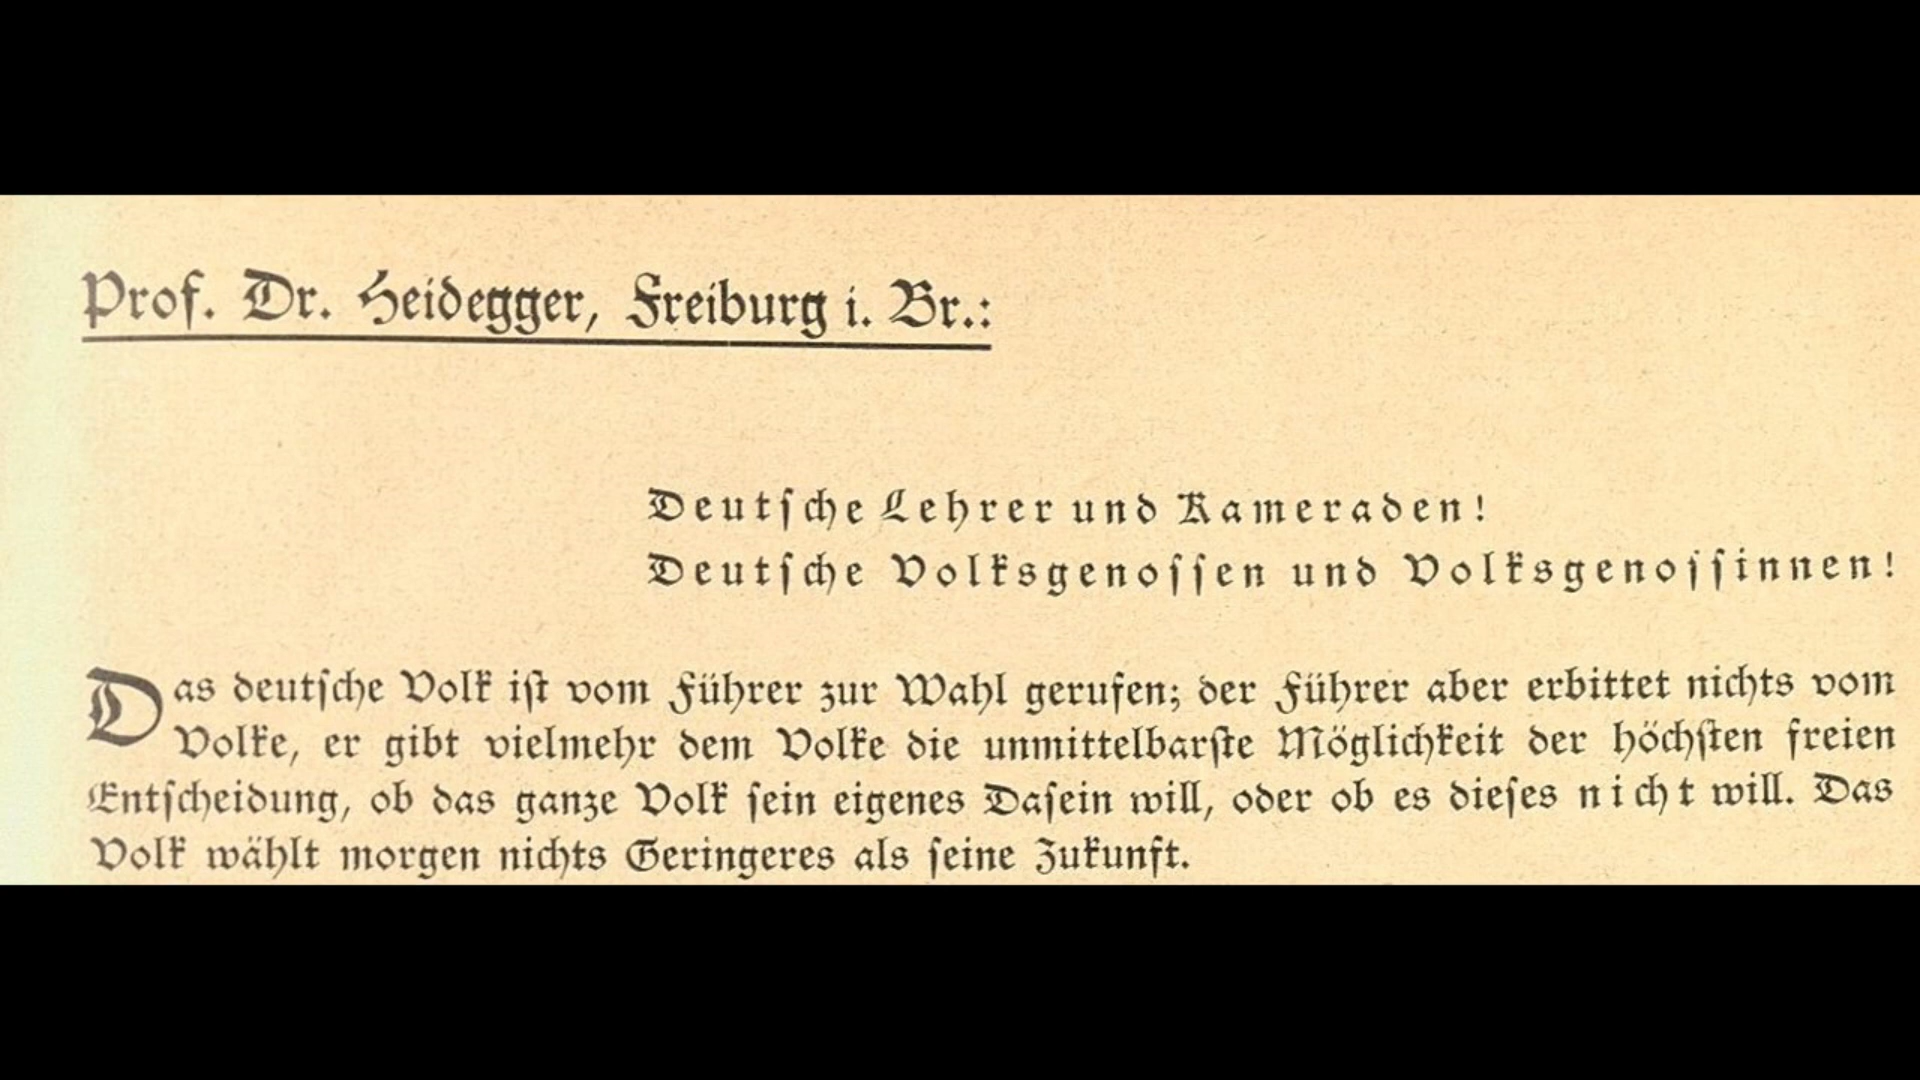 Prof. Dr. Heidegger, Freiburg i. Br.:
Deutſche Lehrer und Kameraden!
Deutſche Volksgenoſſen und Volksgenoſſinnen!
Das deutſche Volk iſt vom Führer zur Wahl gerufen; der Führer aber erbittet nichts vom
Volke, er gibt vielmehr dem Volke die unmittelbarſte Möglichkeit der höchſten freien
Entſcheidung, ob das ganze Volk ſein eigenes Daſein will, oder ob es dieſes nicht will. Das
Volk wählt morgen nichts Geringeres als ſeine Zukunft.